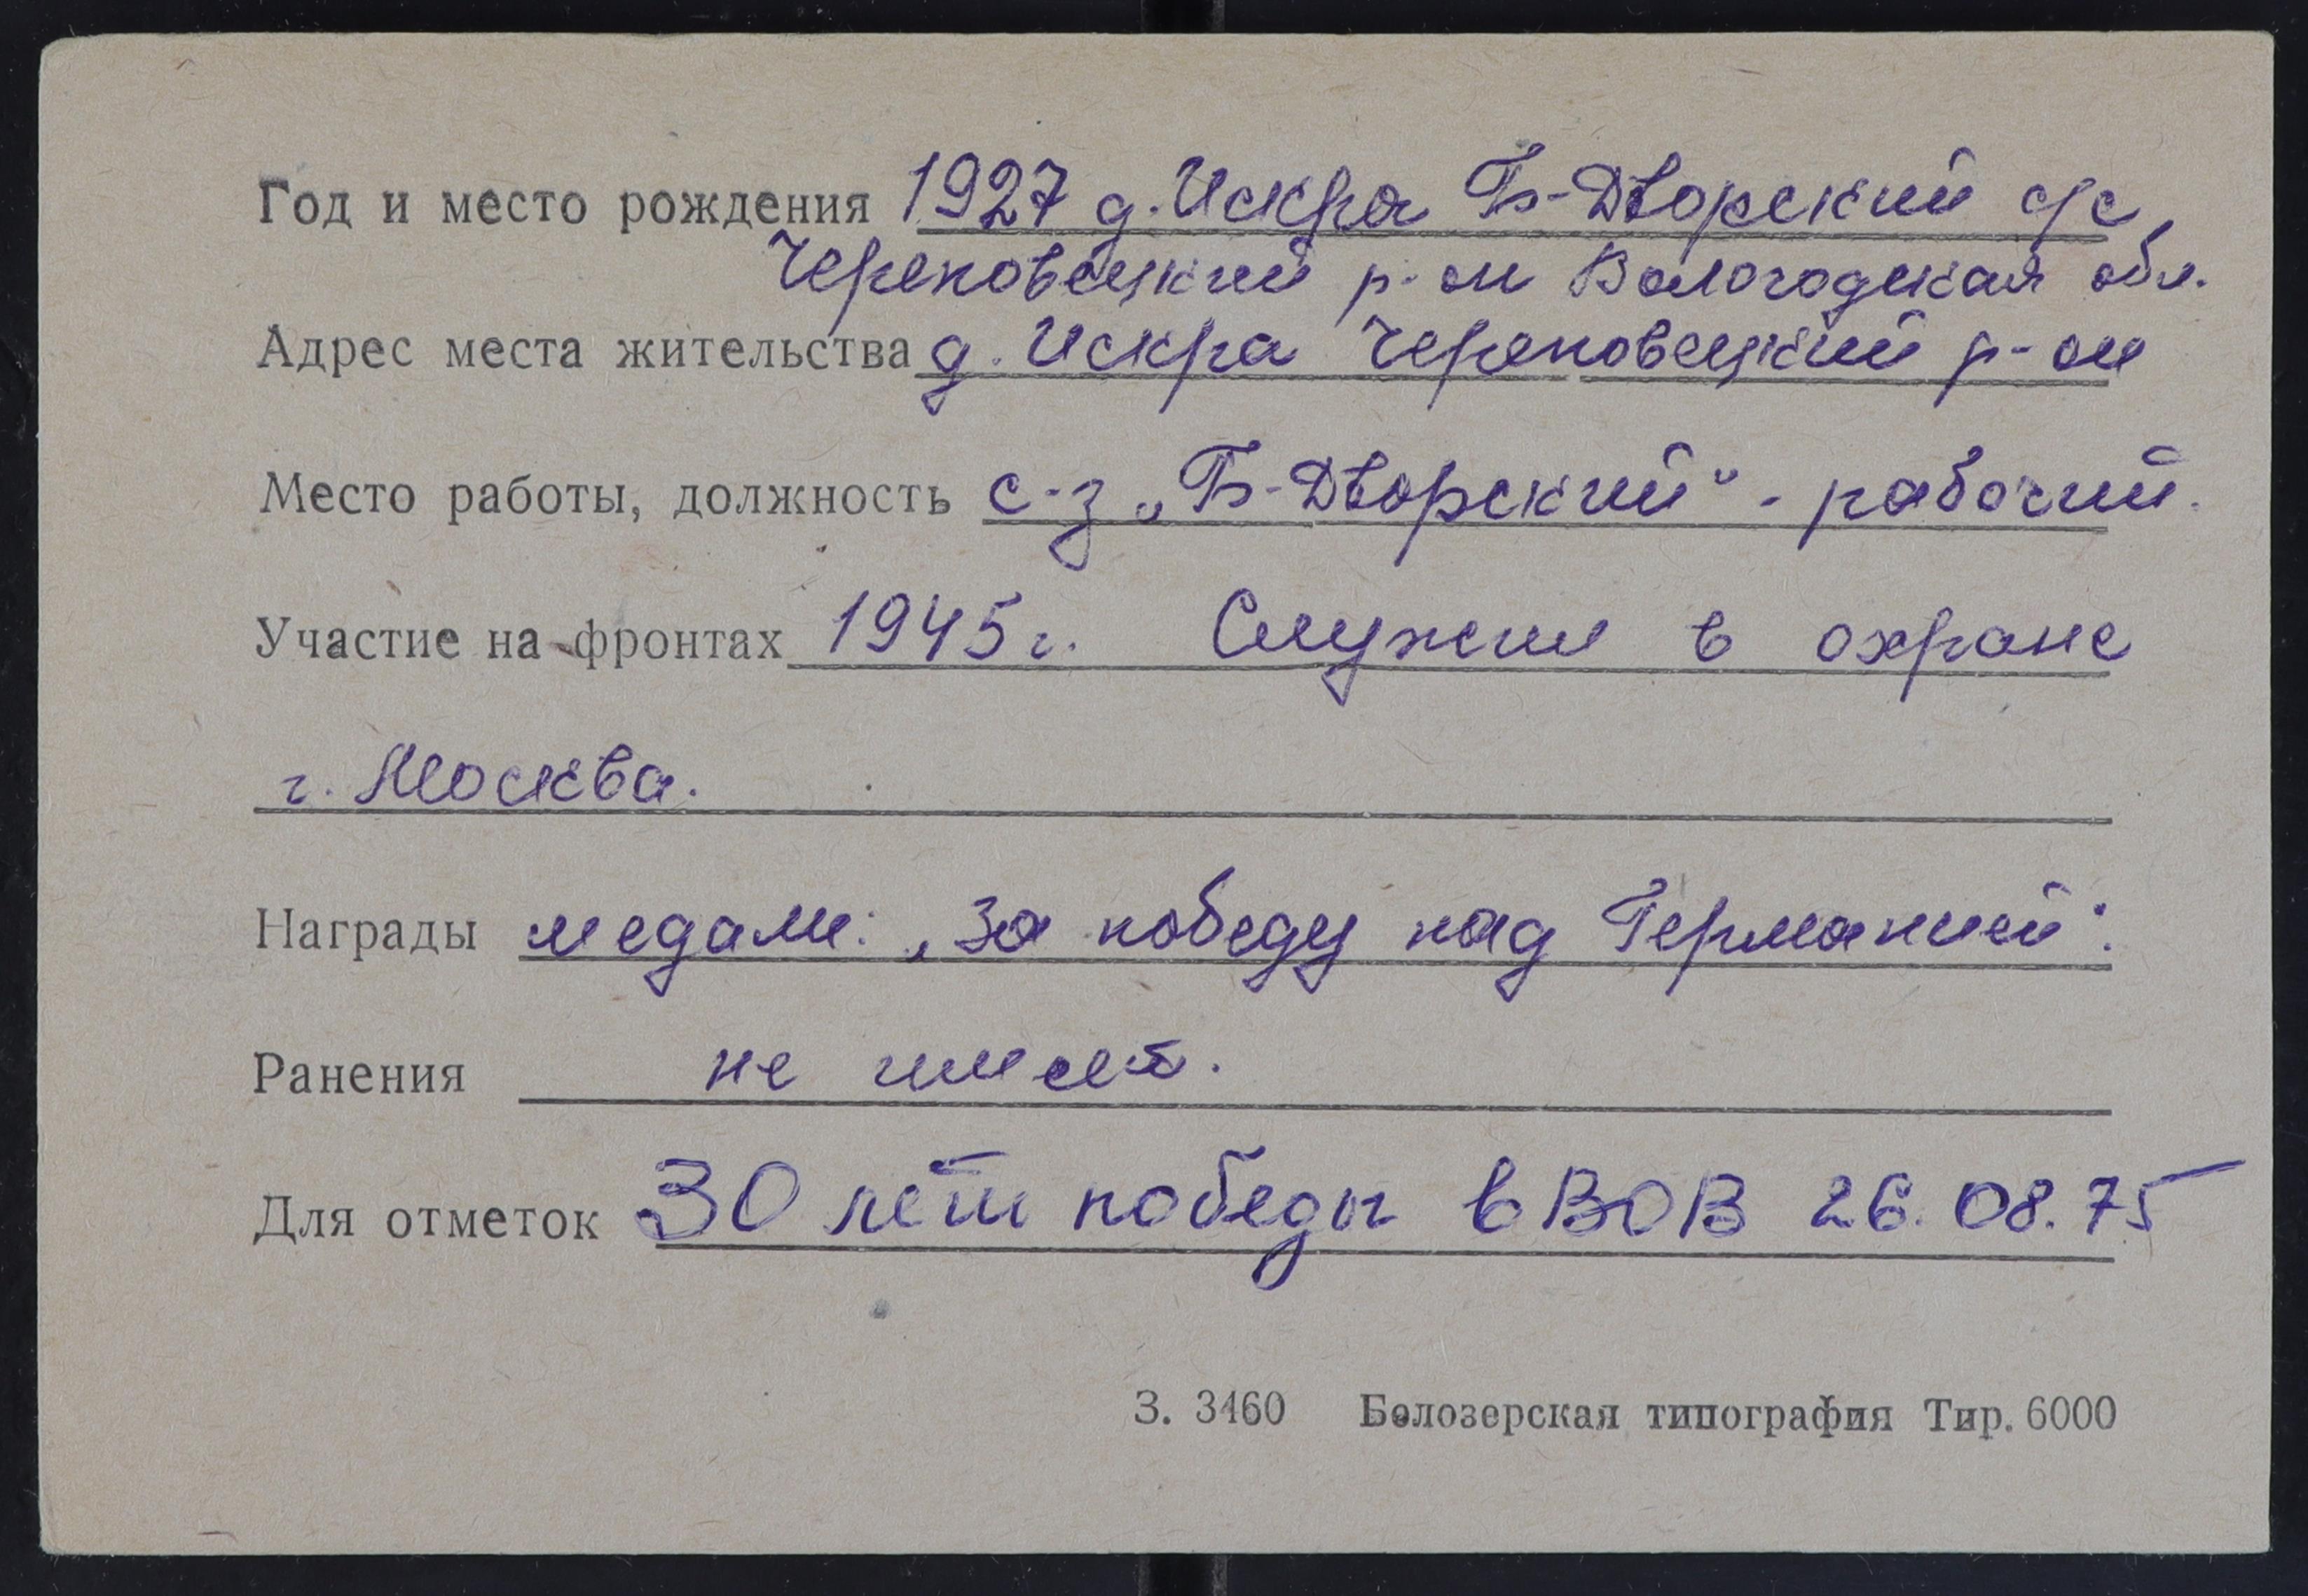 Год и место рождения 1927 д. Искра Б-Дворский с/с,
Череповецкий р-он Вологодская обл.
Адрес места жительства д. Искра Череповецкий р-он
Место работы, должность с-з „Б-Дворский“ - рабочий.
Участие на фронтах 1945 г. Служил в охране
г. Москва.
Награды медали: „За победу над Германией“.
Ранения не имеет.
Для отметок 30 лет победы в ВОВ 26.08.75
З. 3460 Белозерская типография Тир. 6000